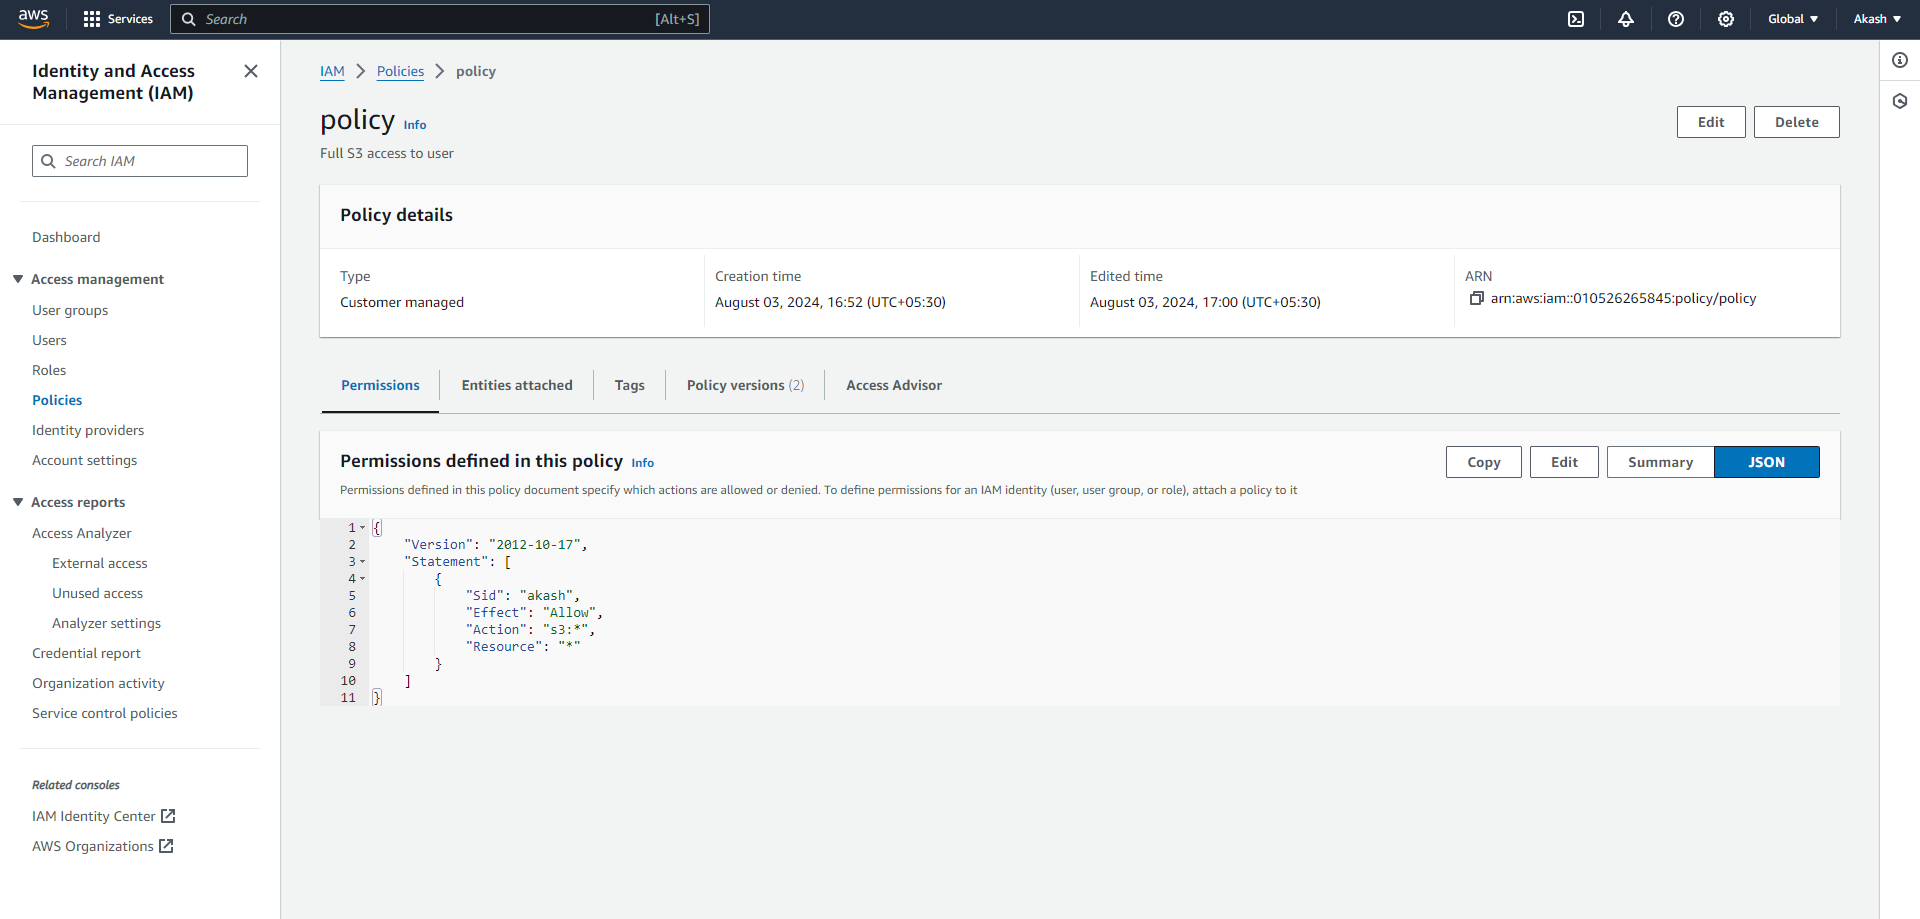 aws
Services
Search
[Alt+S]
Global
Akash
Identity and Access
Management (IAM)
Search IAM
Dashboard
Access management
User groups
Users
Roles
Policies
Identity providers
Account settings
Access reports
Access Analyzer
External access
Unused access
Analyzer settings
Credential report
Organization activity
Service control policies
Related consoles
IAM Identity Center
AWS Organizations
IAM > Policies > policy
policy Info
Edit
Delete
Full S3 access to user
Policy details
Type
Customer managed
Creation time
August 03, 2024, 16:52 (UTC+05:30)
Edited time
August 03, 2024, 17:00 (UTC+05:30)
ARN
arn:aws:iam::010526265845:policy/policy
Permissions
Entities attached
Tags
Policy versions (2)
Access Advisor
Permissions defined in this policy Info
Copy
Edit
Summary
JSON
Permissions defined in this policy document specify which actions are allowed or denied. To define permissions for an IAM identity (user, user group, or role), attach a policy to it
1 {
2 "Version": "2012-10-17",
3 "Statement": [
4 {
5 "Sid": "akash",
6 "Effect": "Allow",
7 "Action": "s3:*",
8 "Resource": "*"
9 }
10 ]
11 }